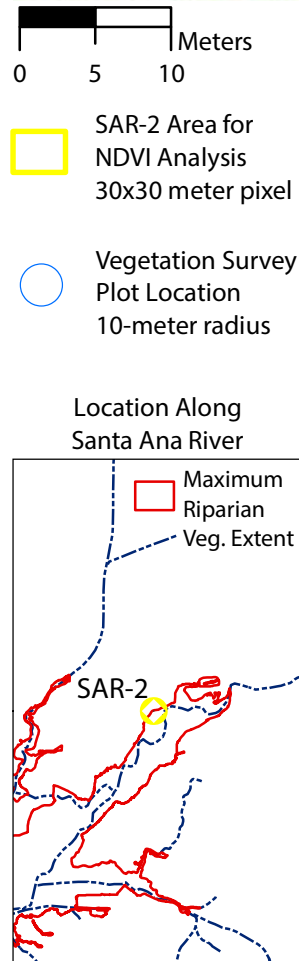 Meters
0 5 10
SAR-2 Area for
NDVI Analysis
30x30 meter pixel
Vegetation Survey
Plot Location
10-meter radius
Location Along
Santa Ana River
Maximum
Riparian
Veg. Extent
SAR-2